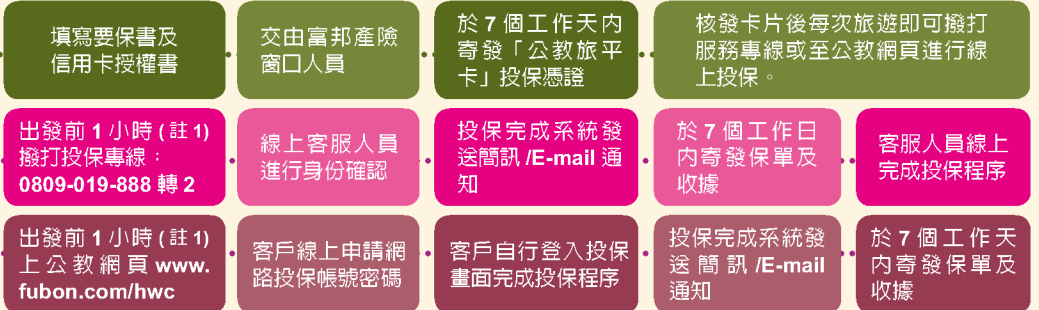 填寫要保書及
信用卡授權書
交由富邦產險
窗口人員
於 7 個工作天內
寄發「公教旅平
卡」投保憑證
核發卡片後每次旅遊即可撥打
服務專線或至公教網頁進行線
上投保。
出發前 1 小時 ( 註 1)
撥打投保專線：
0809-019-888 轉 2
線上客服人員
進行身份確認
投保完成系統發
送簡訊 /E-mail 通
知
於 7 個工作日
內寄發保單及
收據
客服人員線上
完成投保程序
出發前 1 小時 ( 註 1)
上公教網頁 www.
fubon.com/hwc
客戶線上申請網
路投保帳號密碼
客戶自行登入投保
畫面完成投保程序
投保完成系統發
送簡訊 /E-mail
通知
於 7 個工作天
內寄發保單及
收據